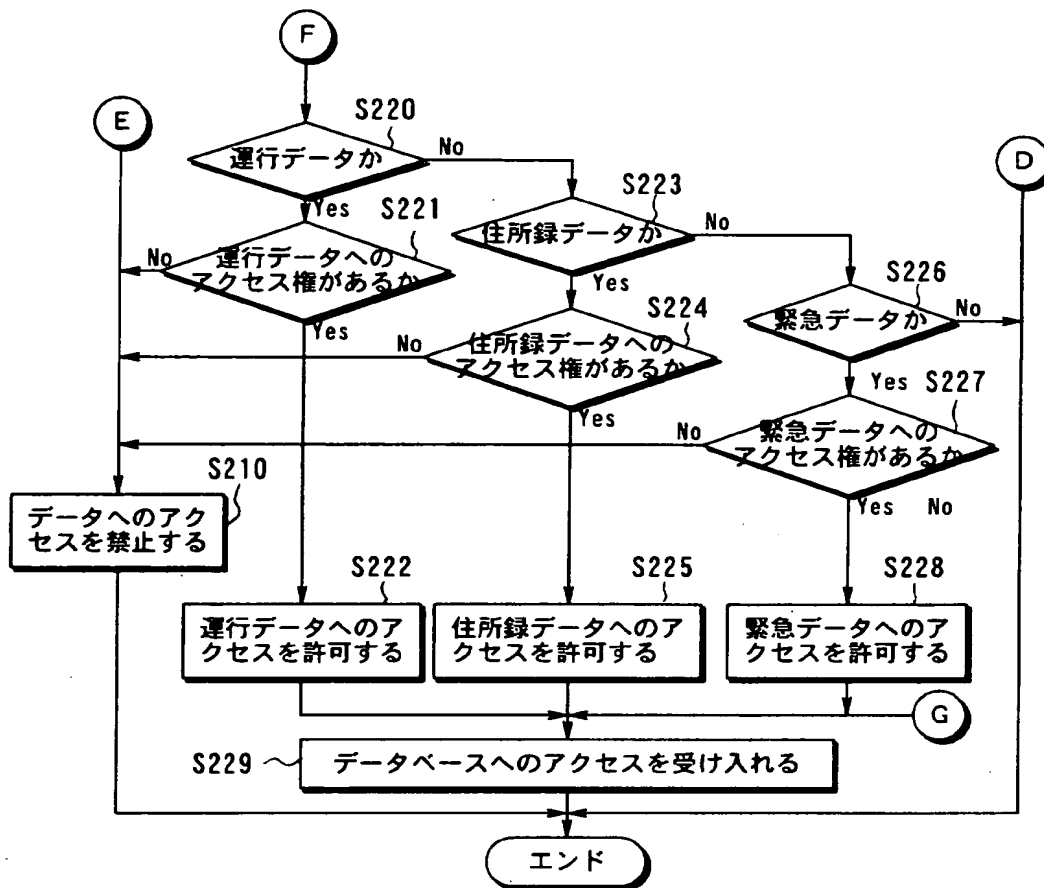 F
E
S220
運行データか
No
D
Yes
S221
S223
住所録データか
No
運行データへの
アクセス権があるか
No
Yes
S226
緊急データか
No
Yes
S224
住所録データへの
アクセス権があるか
No
Yes
S227
緊急データへの
アクセス権があるか
No
Yes
Yes No
S210
データへのアク
セスを禁止する
S222
運行データへのア
クセスを許可する
S225
住所録データへのア
クセスを許可する
S228
緊急データへのア
クセスを許可する
G
S229
データベースへのアクセスを受け入れる
エンド